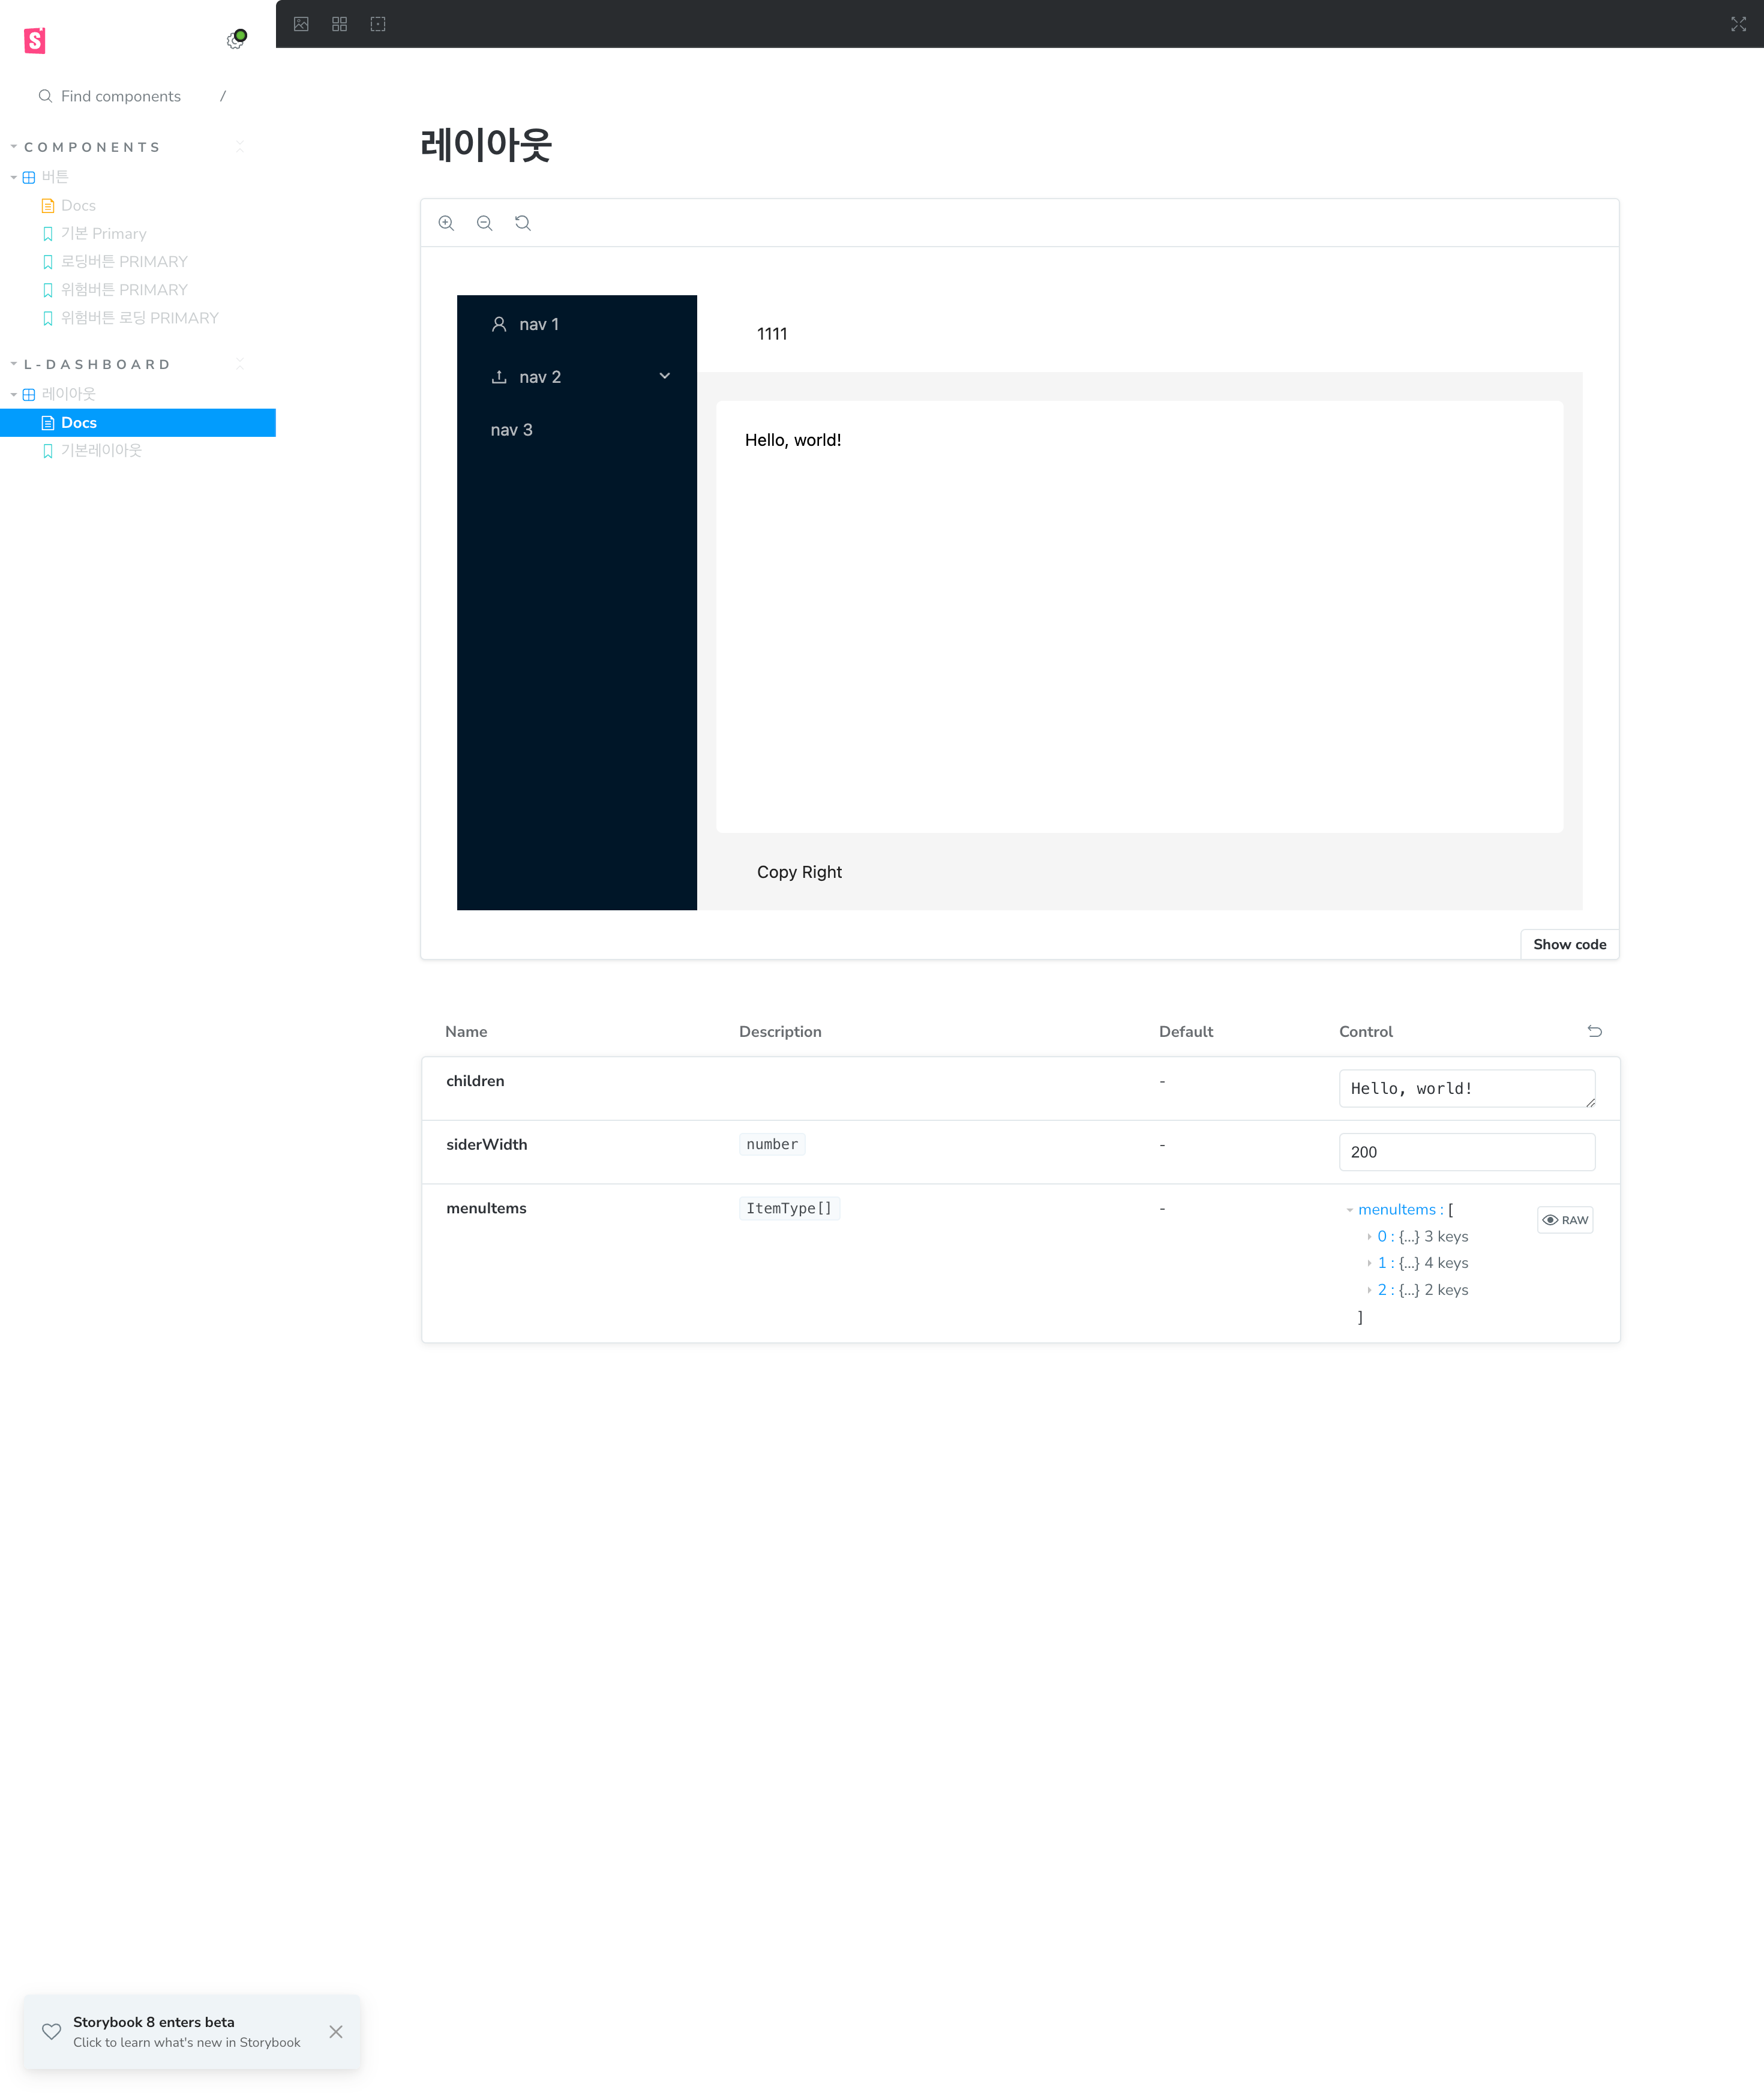 S
Find components
/
COMPONENTS
버튼
Docs
기본 Primary
로딩버튼 PRIMARY
위험버튼 PRIMARY
위험버튼 로딩 PRIMARY
L-DASHBOARD
레이아웃
Docs
기본레이아웃
레이아웃
nav 1
nav 2
nav 3
1111
Hello, world!
Copy Right
Show code
Name Description Default Control
children - Hello, world!
siderWidth number - 200
menuItems ItemType[] - menuItems : [
RAW
0 : {...} 3 keys
1 : {...} 4 keys
2 : {...} 2 keys
]
Storybook 8 enters beta
Click to learn what's new in Storybook